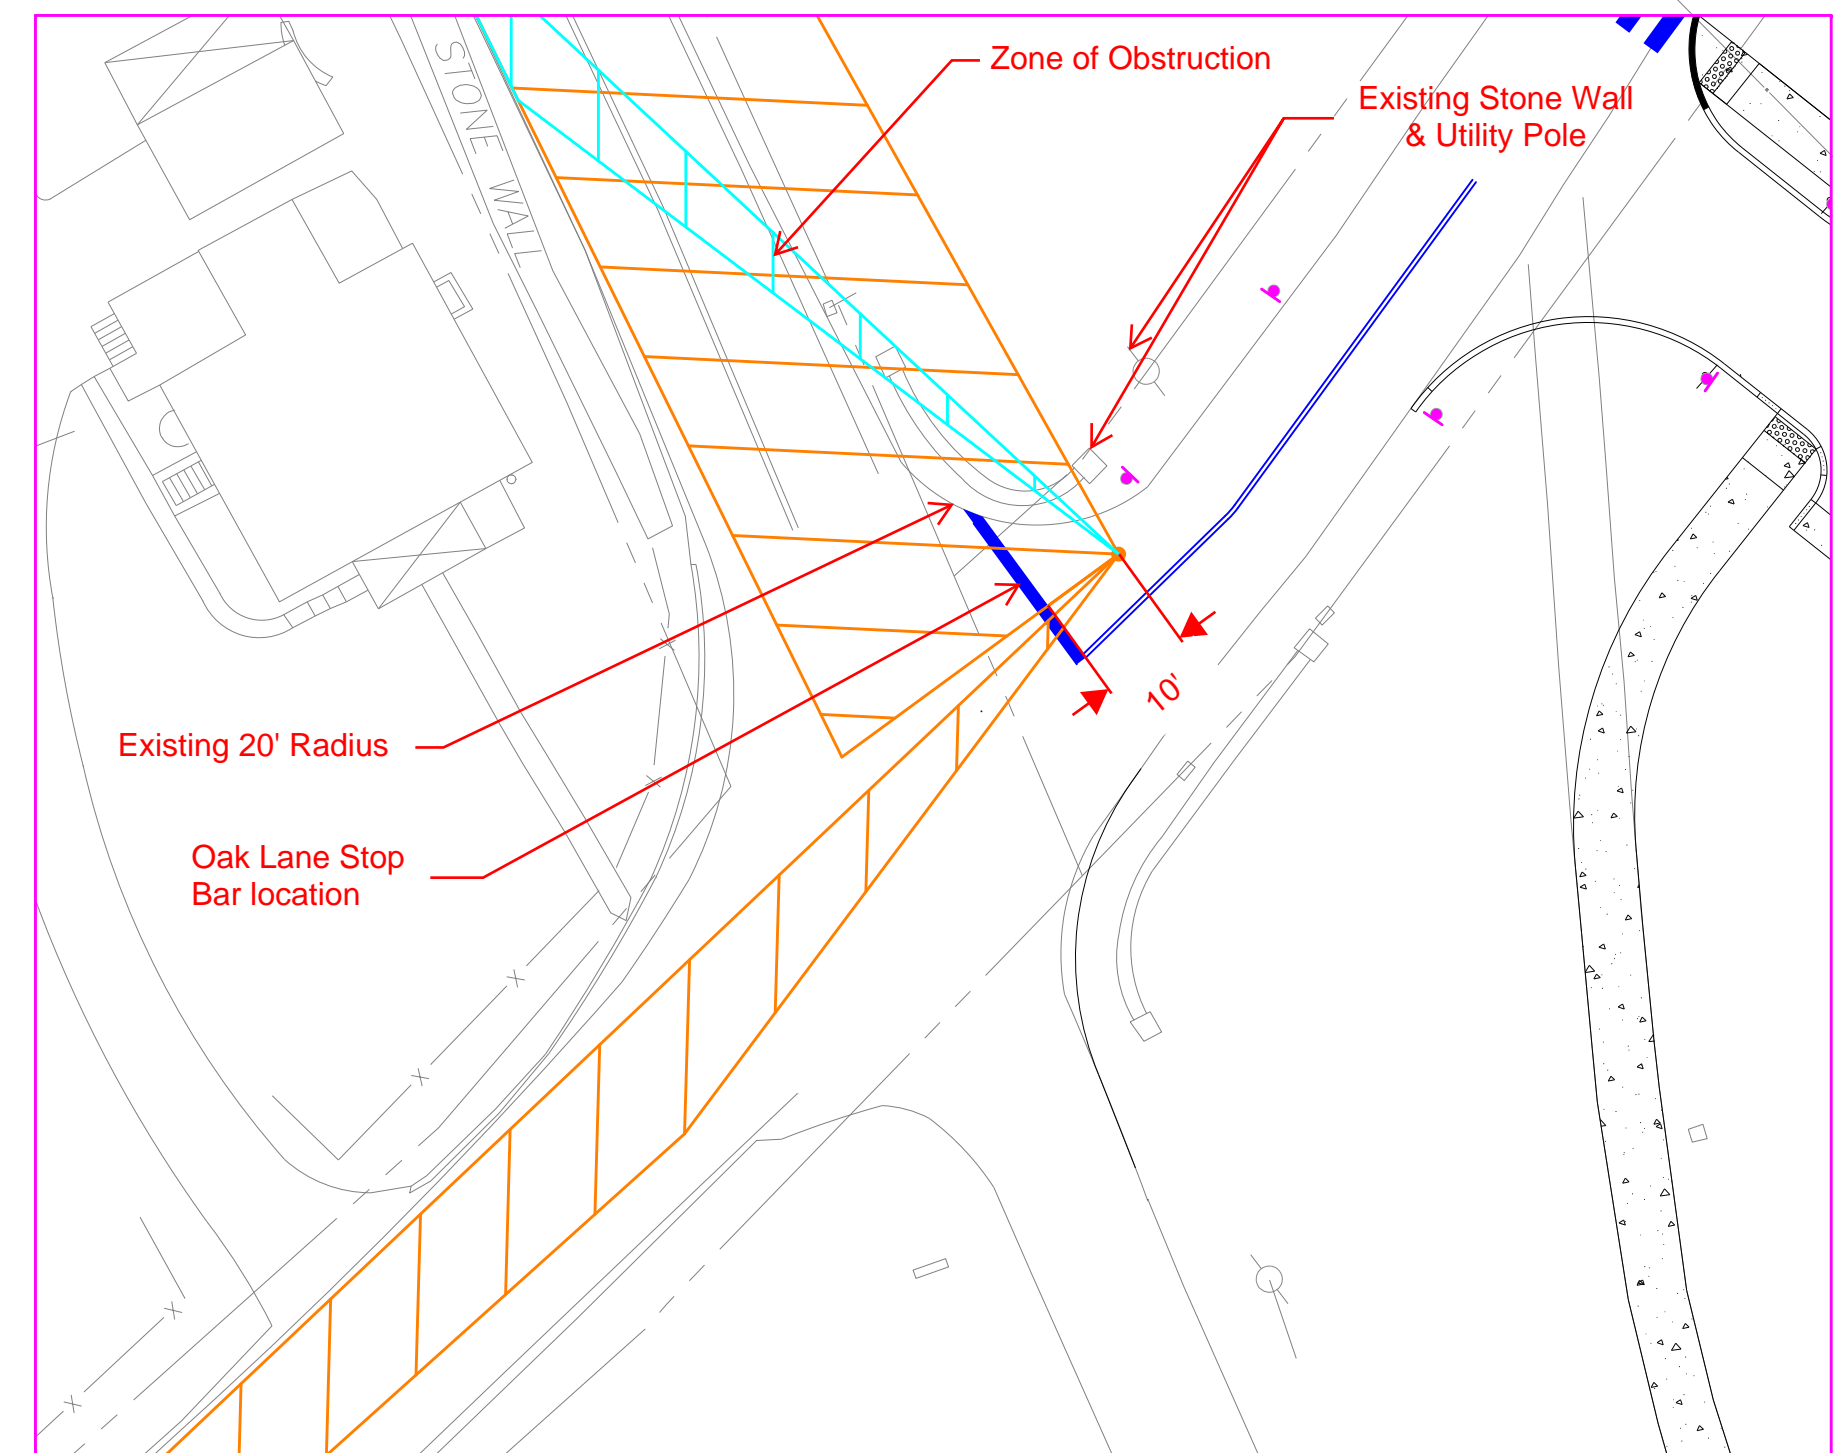 Zone of Obstruction
Existing Stone Wall
& Utility Pole
STONE WALL
Existing 20' Radius
10'
Oak Lane Stop
Bar location